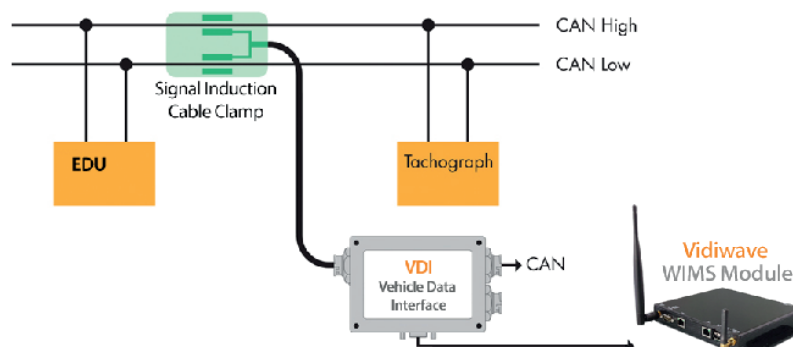 CAN High
CAN Low
Signal Induction
Cable Clamp
EDU
Tachograph
VDI
Vehicle Data
Interface
CAN
Vidiwave
WIMS Module